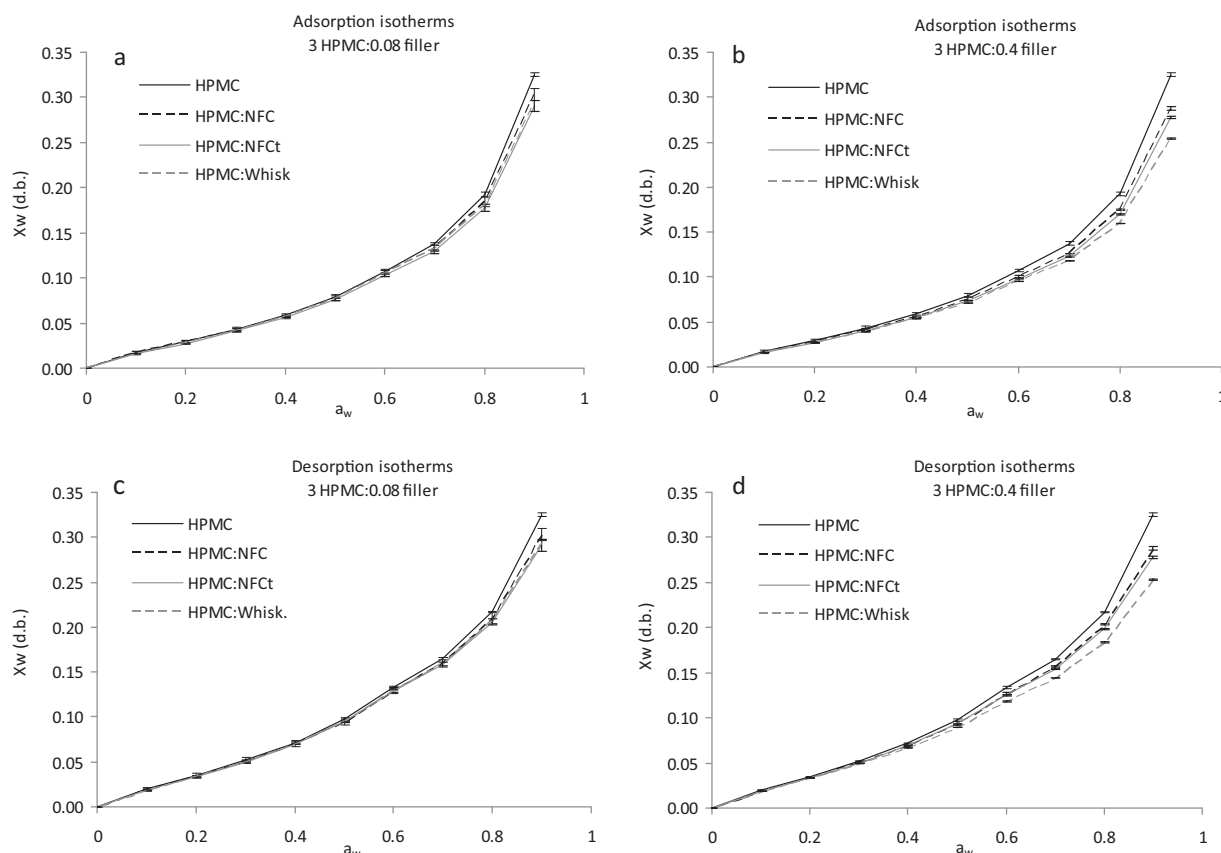 Adsorption isotherms
3 HPMC:0.08 filler
a
HPMC
HPMC:NFC
HPMC:NFCt
HPMC:Whisk
Xw (d.b.)
0.35
0.30
0.25
0.20
0.15
0.10
0.05
0.00
0 0.2 0.4 0.6 0.8 1
aw
Adsorption isotherms
3 HPMC:0.4 filler
b
HPMC
HPMC:NFC
HPMC:NFCt
HPMC:Whisk
Xw (d.b.)
0.35
0.30
0.25
0.20
0.15
0.10
0.05
0.00
0 0.2 0.4 0.6 0.8 1
aw
Desorption isotherms
3 HPMC:0.08 filler
c
HPMC
HPMC:NFC
HPMC:NFCt
HPMC:Whisk.
Xw (d.b.)
0.35
0.30
0.25
0.20
0.15
0.10
0.05
0.00
0 0.2 0.4 0.6 0.8 1
aw
Desorption isotherms
3 HPMC:0.4 filler
d
HPMC
HPMC:NFC
HPMC:NFCt
HPMC:Whisk
Xw (d.b.)
0.35
0.30
0.25
0.20
0.15
0.10
0.05
0.00
0 0.2 0.4 0.6 0.8 1
aw